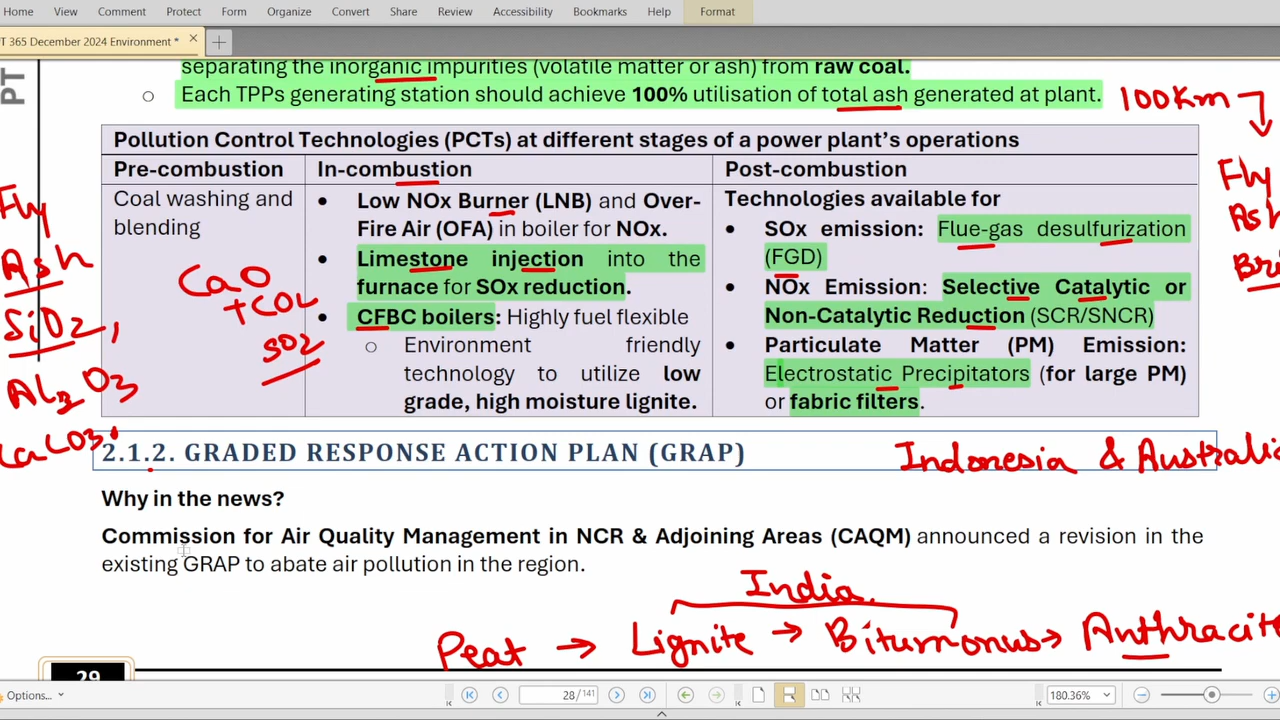 Home View Comment Protect Form Organize Convert Share Review Accessibility Bookmarks Help Format
T 365 December 2024 Environment *
PT
separating the inorganic impurities (volatile matter or ash) from raw coal.
○ Each TPPs generating station should achieve 100% utilisation of total ash generated at plant.
100Km
Pollution Control Technologies (PCTs) at different stages of a power plant's operations
Pre-combustion In-combustion Post-combustion
Coal washing and blending
• Low NOx Burner (LNB) and Over-
Fire Air (OFA) in boiler for NOx.
• Limestone injection into the
furnace for SOx reduction.
• CFBC boilers: Highly fuel flexible
○ Environment friendly
technology to utilize low
grade, high moisture lignite.
Technologies available for
• SOx emission: Flue-gas desulfurization
(FGD)
• NOx Emission: Selective Catalytic or
Non-Catalytic Reduction (SCR/SNCR)
• Particulate Matter (PM) Emission:
Electrostatic Precipitators (for large PM)
or fabric filters.
Fly
Ash
SiO2,
Al2O3
CaCO3
CaO
+CO2
SO2
Fly
Ash
Bri
2.1.2. GRADED RESPONSE ACTION PLAN (GRAP)
Indonesia & Australia
Why in the news?
Commission for Air Quality Management in NCR & Adjoining Areas (CAQM) announced a revision in the
existing GRAP to abate air pollution in the region.
India
Peat → Lignite → Bitumonus → Anthracite
29
Options... 28 / 141 180.36%